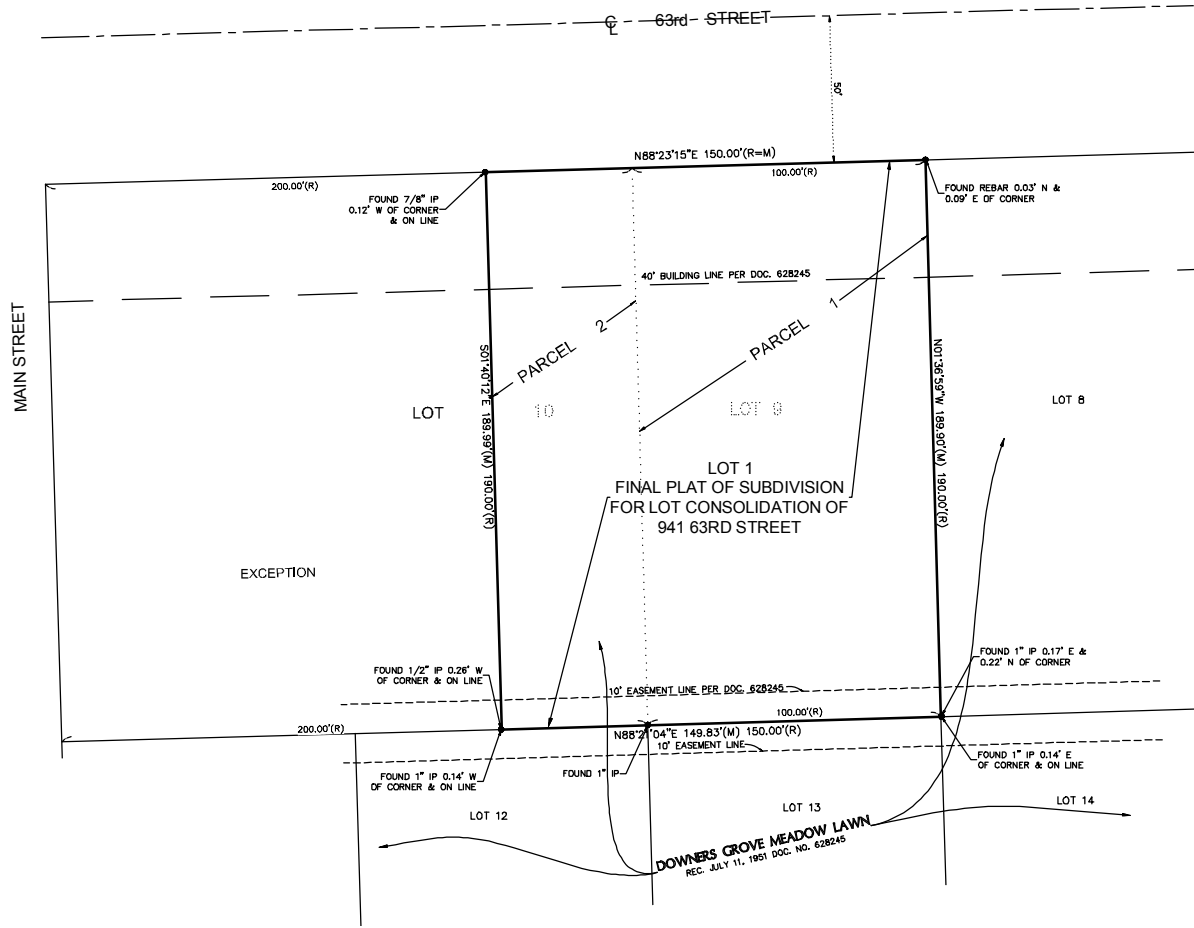 ℄ 63rd STREET
50'
N88°23'15"E 150.00'(R=M)
200.00'(R)
100.00'(R)
FOUND 7/8" IP
0.12' W OF CORNER
& ON LINE
FOUND REBAR 0.03' N &
0.09' E OF CORNER
40' BUILDING LINE PER DOC. 628245
MAIN STREET
PARCEL 2
PARCEL 1
S01°40'12"E 189.99'(M) 190.00'(R)
N01°36'59"W 189.90'(M) 190.00'(R)
LOT 10
LOT 9
LOT 8
LOT 1
FINAL PLAT OF SUBDIVISION
FOR LOT CONSOLIDATION OF
941 63RD STREET
EXCEPTION
FOUND 1/2" IP 0.26' W
OF CORNER & ON LINE
FOUND 1" IP 0.17' E &
0.22' N OF CORNER
10' EASEMENT LINE PER DOC. 628245
200.00'(R)
100.00'(R)
149.83'(M) 150.00'(R)
10' EASEMENT LINE
FOUND 1" IP 0.14' W
OF CORNER & ON LINE
FOUND 1" IP
FOUND 1" IP 0.14' E
OF CORNER & ON LINE
LOT 12
LOT 13
LOT 14
DOWNERS GROVE MEADOW LAWN
REC. JULY 11, 1951 DOC. NO. 628245